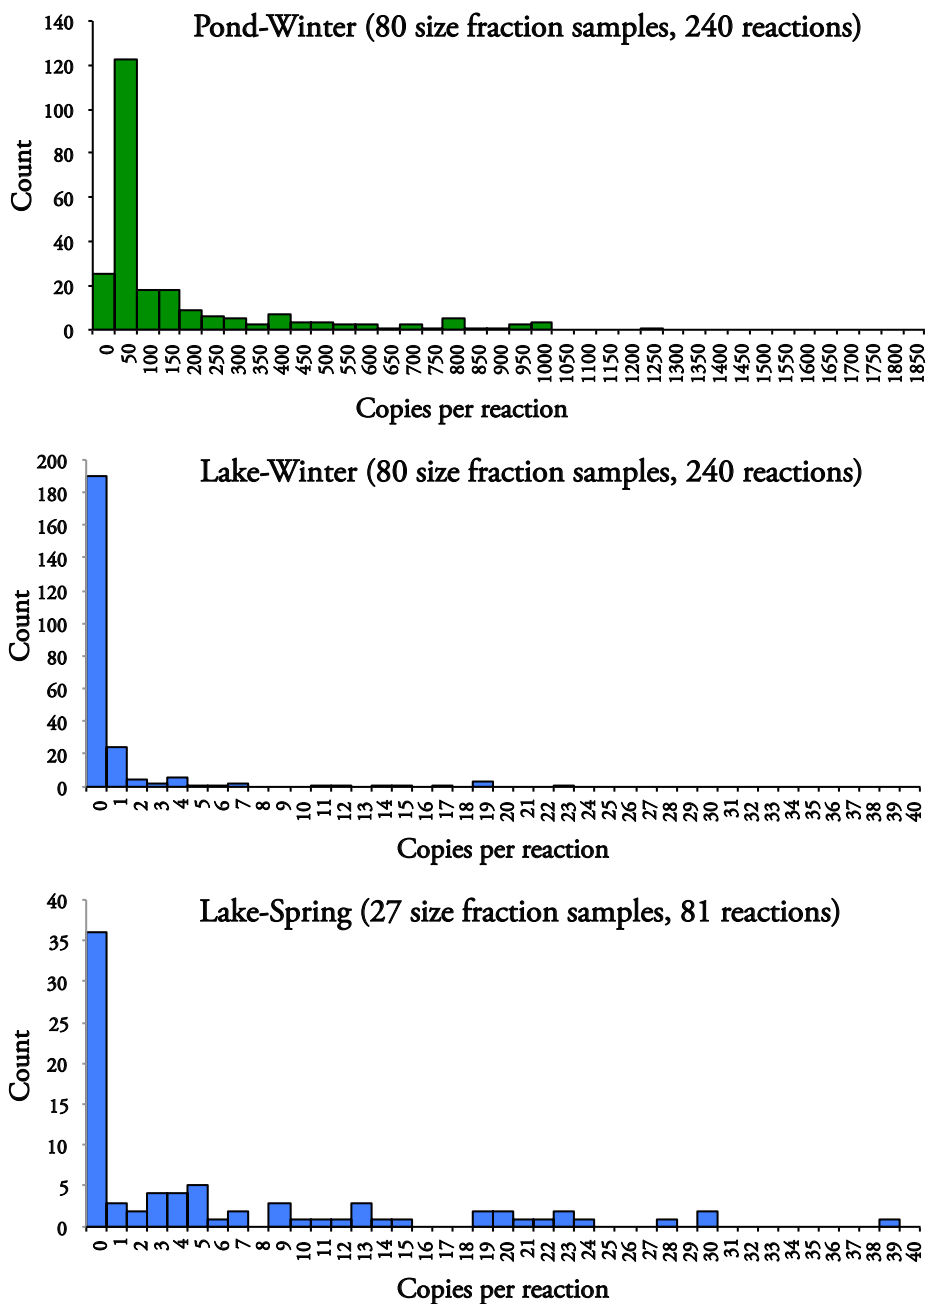 Pond-Winter (80 size fraction samples, 240 reactions)
140
120
100
80
60
40
20
0
Count
0 50 100 150 200 250 300 350 400 450 500 550 600 650 700 750 800 850 900 950 1000 1050 1100 1150 1200 1250 1300 1350 1400 1450 1500 1550 1600 1650 1700 1750 1800 1850
Copies per reaction
Lake-Winter (80 size fraction samples, 240 reactions)
200
180
160
140
120
100
80
60
40
20
0
Count
0 1 2 3 4 5 6 7 8 9 10 11 12 13 14 15 16 17 18 19 20 21 22 23 24 25 26 27 28 29 30 31 32 33 34 35 36 37 38 39 40
Copies per reaction
Lake-Spring (27 size fraction samples, 81 reactions)
40
35
30
25
20
15
10
5
0
Count
0 1 2 3 4 5 6 7 8 9 10 11 12 13 14 15 16 17 18 19 20 21 22 23 24 25 26 27 28 29 30 31 32 33 34 35 36 37 38 39 40
Copies per reaction